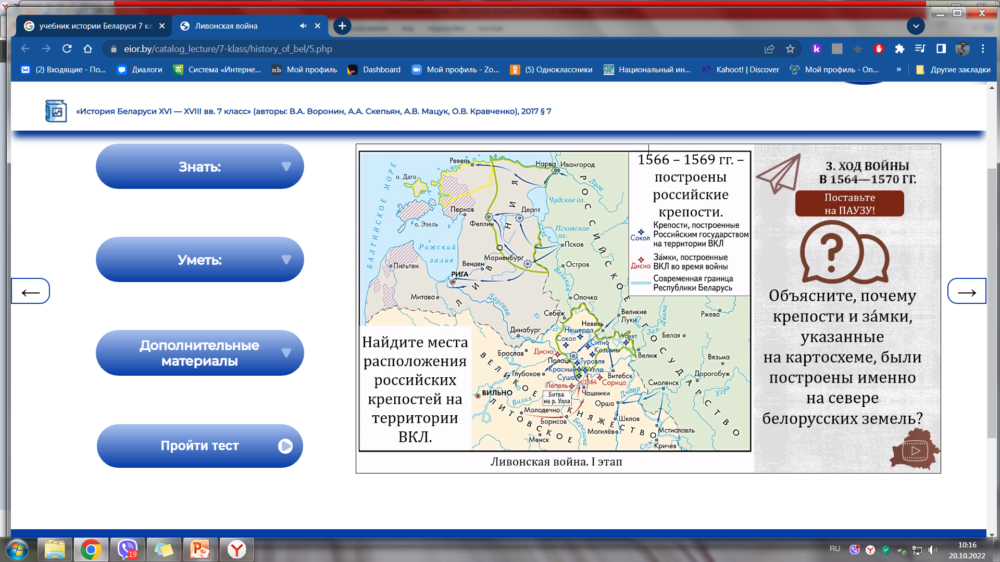 учебник истории Беларуси 7 кл
Ливонская война
eior.by/catalog_lecture/7-klass/history_of_bel/5.php
(2) Входящие - По...
Диалоги
Система «Интерне...
Мой профиль
Dashboard
Мой профиль - Zo...
(5) Одноклассники
Национальный ин...
Kahoot! | Discover
Мой профиль - On...
»
Другие закладки
«История Беларуси XVI — XVIII вв. 7 класс» (авторы: В.А. Воронин, А.А. Скепьян, А.В. Мацук, О.В. Кравченко), 2017 § 7
Знать:
Уметь:
Дополнительные
материалы
Пройти тест
←
→
1566 – 1569 гг. –
построены
российские
крепости.
Сокол
Крепости, построенные
Российским государством
на территории ВКЛ
Дисна
За́мки, построенные
ВКЛ во время войны
Современная граница
Республики Беларусь
БАЛТИЙСКОЕ МОРЕ
Ревель
Нарва
Ивангород
о. Даго
Луга
Чудское оз.
Пернов
Дерпт
Феллин
о. Эзель
Псковское
оз.
Псков
Рижский
залив
Мариенбург
Пильтен
Венден
Остров
РИГА
Великая
Митава
Даугава
Опочка
ЛИВОНИЯ
РОССИЙСКОЕ ГОСУДАРСТВО
Себеж
Великие
Луки
Ржева
Зап. Двина
Динабург
Невель
Нещерда
Белая
Сокол
Ситно
Усвят
Козьяны
Браслав
Дисна
Полоцк
Туровля
Велиж
Вязьма
Глубокое
Красный
Улла
Суша
Витебск
Дорогобуж
1564
Сорица
Смоленск
Лепель
Чашники
Днепр
Угра
ВИЛЬНО
Вилия
Битва
на р. Улла
Орша
Молодечно
Борисов
Шклов
Березина
Могилёв
Мстиславль
Менск
Сож
Кричев
ВЕЛИКОЕ КНЯЖЕСТВО
ЛИТОВСКОЕ
Найдите места
расположения
российских
крепостей на
территории
ВКЛ.
Ливонская война. I этап
3. ХОД ВОЙНЫ
В 1564—1570 ГГ.
Поставьте
на ПАУЗУ!
?
Объясните, почему
крепости и за́мки,
указанные
на картосхеме, были
построены именно
на севере
белорусских земель?
19
RU
10:16
20.10.2022